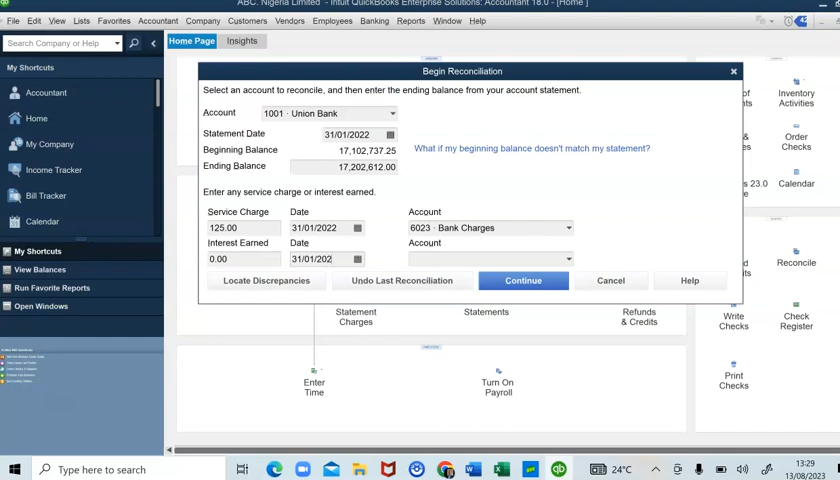 ABC. Nigeria Limited - Intuit QuickBooks Enterprise Solutions: Accountant 18.0 - [Home ]
File Edit View Lists Favorites Accountant Company Customers Vendors Employees Banking Reports Window Help
42
Search Company or Help
Home Page Insights
My Shortcuts
Accountant
Home
My Company
Income Tracker
Bill Tracker
Calendar
My Shortcuts
View Balances
Run Favorite Reports
Open Windows
Begin Reconciliation
Select an account to reconcile, and then enter the ending balance from your account statement.
Account 1001 · Union Bank
Statement Date 31/01/2022
Beginning Balance 17,102,737.25 What if my beginning balance doesn't match my statement?
Ending Balance 17,202,612.00
Enter any service charge or interest earned.
Service Charge Date Account
125.00 31/01/2022 6023 · Bank Charges
Interest Earned Date Account
0.00 31/01/202
Locate Discrepancies Undo Last Reconciliation Continue Cancel Help
Statement
Charges
Statements
Refunds
& Credits
Enter
Time
Turn On
Payroll
Inventory
Activities
Order
Checks
23.0
Calendar
Reconcile
Write
Checks
Check
Register
Print
Checks
Type here to search
24°C
13:29
13/08/2023